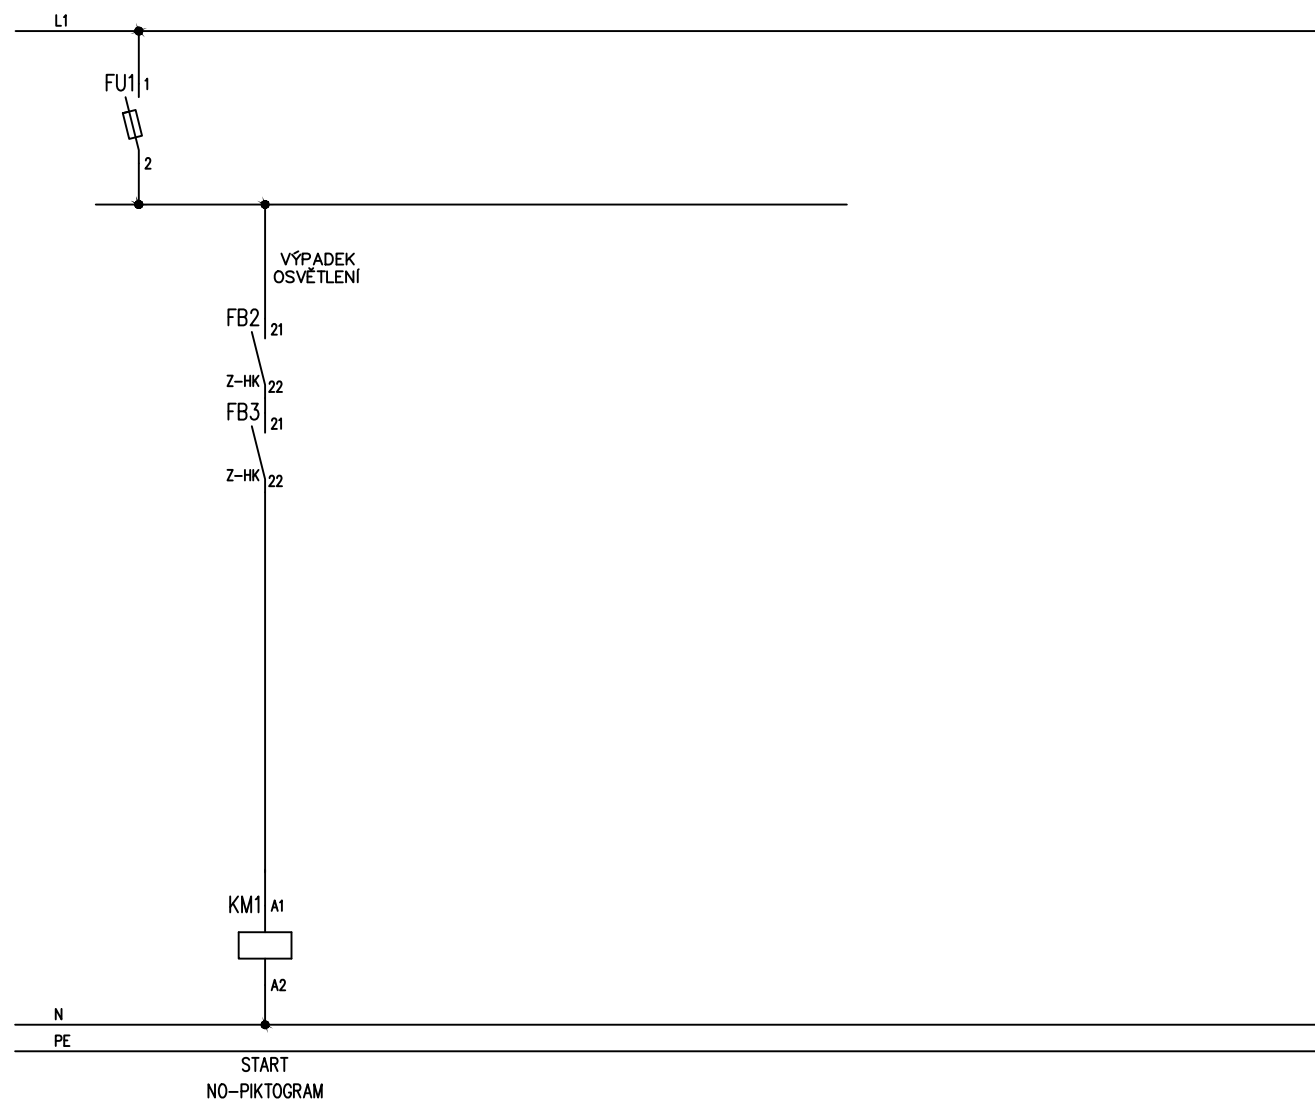 L1
FU1 1
2
VÝPADEK
OSVĚTLENÍ
FB2 21
Z-HK 22
FB3 21
Z-HK 22
KM1 A1
A2
N
PE
START
NO-PIKTOGRAM